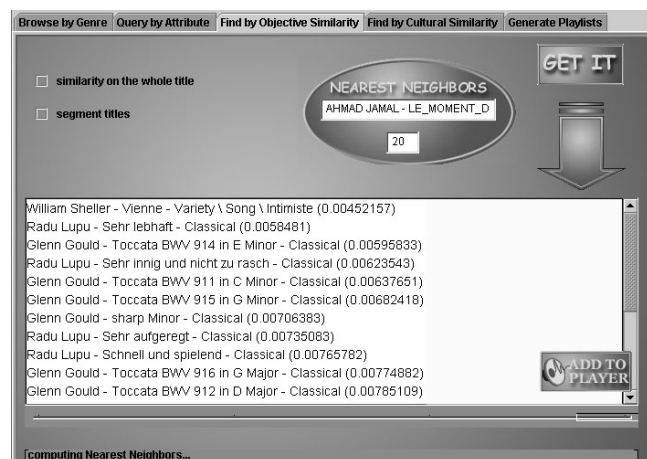 Browse by Genre Query by Attribute Find by Objective Similarity Find by Cultural Similarity Generate Playlists
similarity on the whole title
segment titles
NEAREST NEIGHBORS
AHMAD JAMAL - LE_MOMENT_D
20
GET IT
William Sheller - Vienne - Variety \ Song \ Intimiste (0.00452157)
Radu Lupu - Sehr lebhaft - Classical (0.0058481)
Glenn Gould - Toccata BWV 914 in E Minor - Classical (0.00595833)
Radu Lupu - Sehr innig und nicht zu rasch - Classical (0.00623543)
Glenn Gould - Toccata BWV 911 in C Minor - Classical (0.00637651)
Glenn Gould - Toccata BWV 915 in G Minor - Classical (0.00682418)
Glenn Gould - sharp Minor - Classical (0.00706383)
Radu Lupu - Sehr aufgeregt - Classical (0.00735083)
Radu Lupu - Schnell und spielend - Classical (0.00765782)
Glenn Gould - Toccata BWV 916 in G Major - Classical (0.00774882)
Glenn Gould - Toccata BWV 912 in D Major - Classical (0.00785109)
ADD TO
PLAYER
computing Nearest Neighbors...